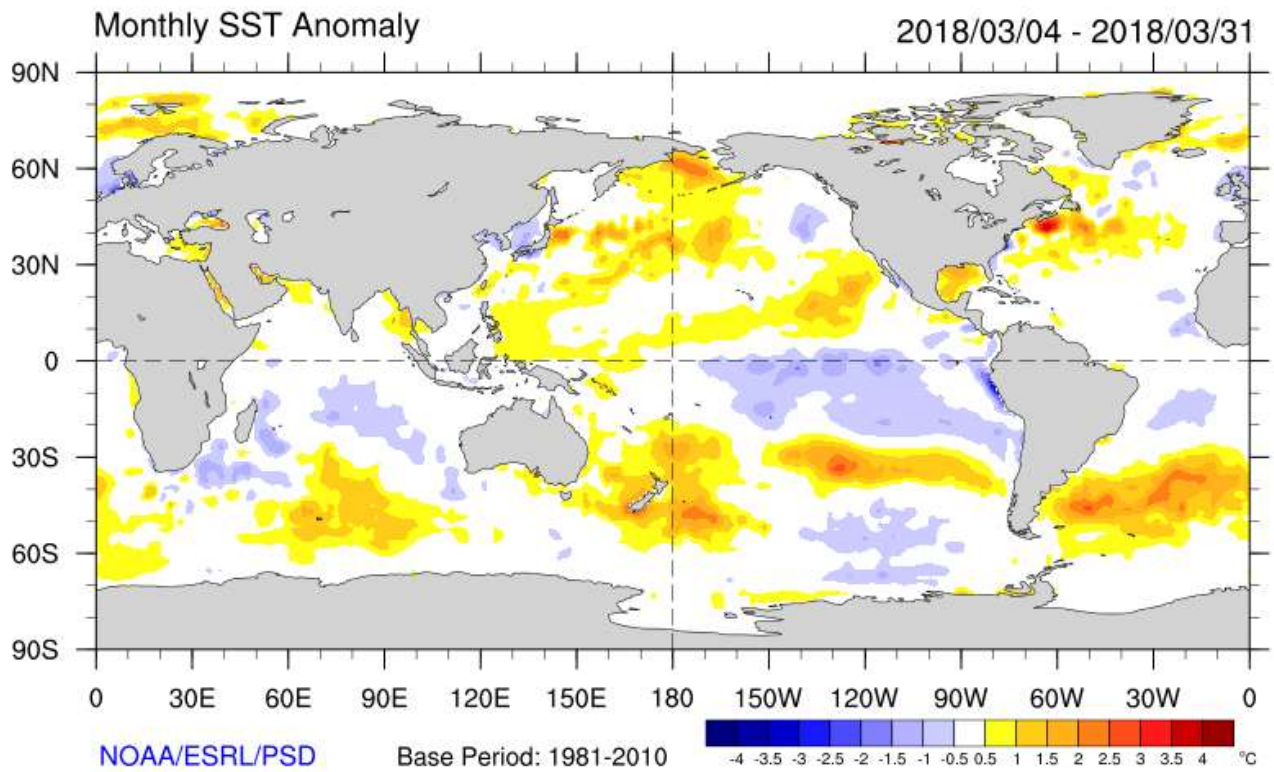 Monthly SST Anomaly 2018/03/04 - 2018/03/31
90N
60N
30N
0
30S
60S
90S
0 30E 60E 90E 120E 150E 180 150W 120W 90W 60W 30W 0
NOAA/ESRL/PSD Base Period: 1981-2010
-4 -3.5 -3 -2.5 -2 -1.5 -1 -0.5 0.5 1 1.5 2 2.5 3 3.5 4 °C